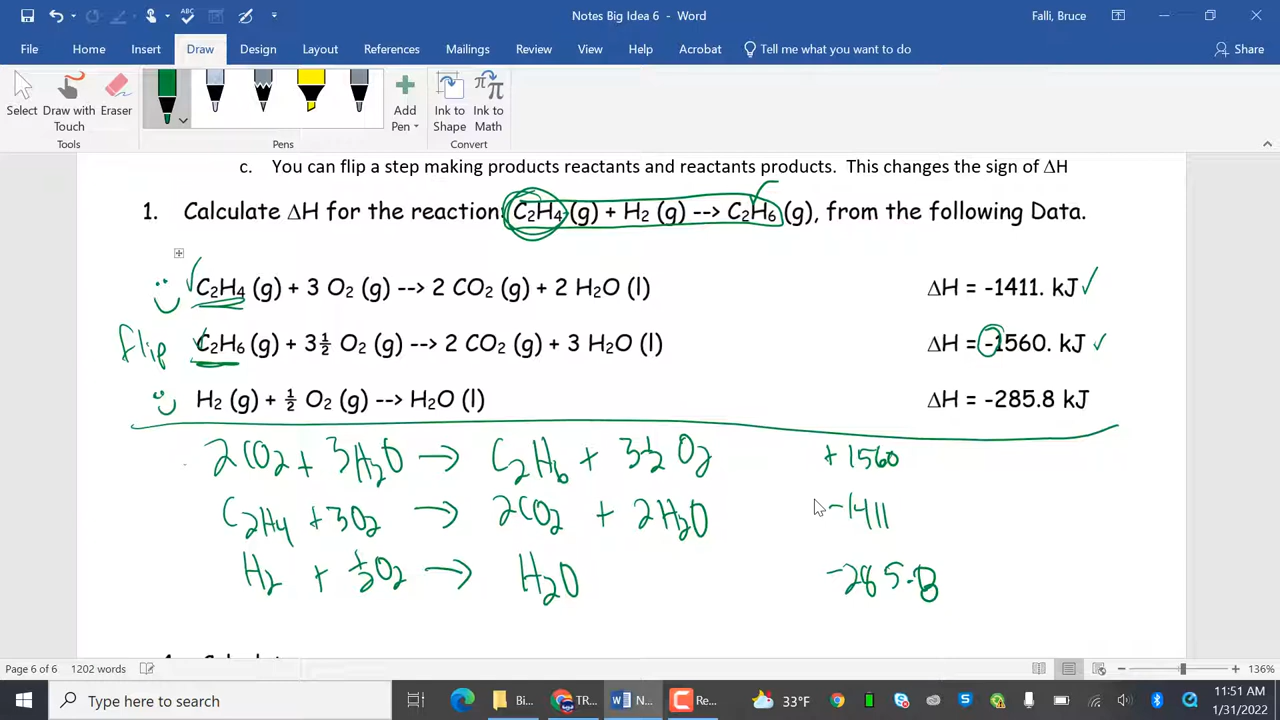 Notes Big Idea 6 - Word
Falli, Bruce
File Home Insert Draw Design Layout References Mailings Review View Help Acrobat Tell me what you want to do Share
Select Draw with Touch Eraser Add Pen Ink to Shape Ink to Math
Tools Pens Convert
c. You can flip a step making products reactants and reactants products. This changes the sign of ΔH
1. Calculate ΔH for the reaction: C₂H₄ (g) + H₂ (g) --> C₂H₆ (g), from the following Data.
C₂H₄ (g) + 3 O₂ (g) --> 2 CO₂ (g) + 2 H₂O (l) ΔH = -1411. kJ
flip C₂H₆ (g) + 3½ O₂ (g) --> 2 CO₂ (g) + 3 H₂O (l) ΔH = -1560. kJ
H₂ (g) + ½ O₂ (g) --> H₂O (l) ΔH = -285.8 kJ
2CO₂ + 3H₂O → C₂H₆ + 3½ O₂ +1560
C₂H₄ + 3O₂ → 2CO₂ + 2H₂O -1411
H₂ + ½O₂ → H₂O -285.8
Page 6 of 6 1202 words 136%
Type here to search Bi... TR... N... Re... 33°F 11:51 AM
1/31/2022